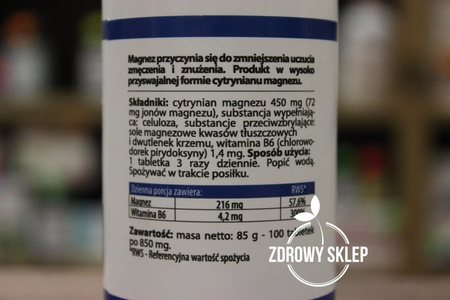 Magnez przyczynia się do zmniejszenia uczucia
zmęczenia i znużenia. Produkt w wysoko
przyswajalnej formie cytrynianu magnezu.
Składniki: cytrynian magnezu 450 mg (72
mg jonów magnezu), substancja wypełniają-
ca: celuloza, substancje przeciwzbrylające:
sole magnezowe kwasów tłuszczowych
i dwutlenek krzemu, witamina B6 (chlorowo-
dorek pirydoksyny) 1,4 mg. Sposób użycia:
1 tabletka 3 razy dziennie. Popić wodą.
Spożywać w trakcie posiłku.
Dzienna porcja zawiera: RWS*
Magnez 216 mg 57,6%
Witamina B6 4,2 mg 300%
Zawartość: masa netto: 85 g - 100 tabletek
po 850 mg.
*RWS - Referencyjna wartość spożycia
ZDROWY SKLEP